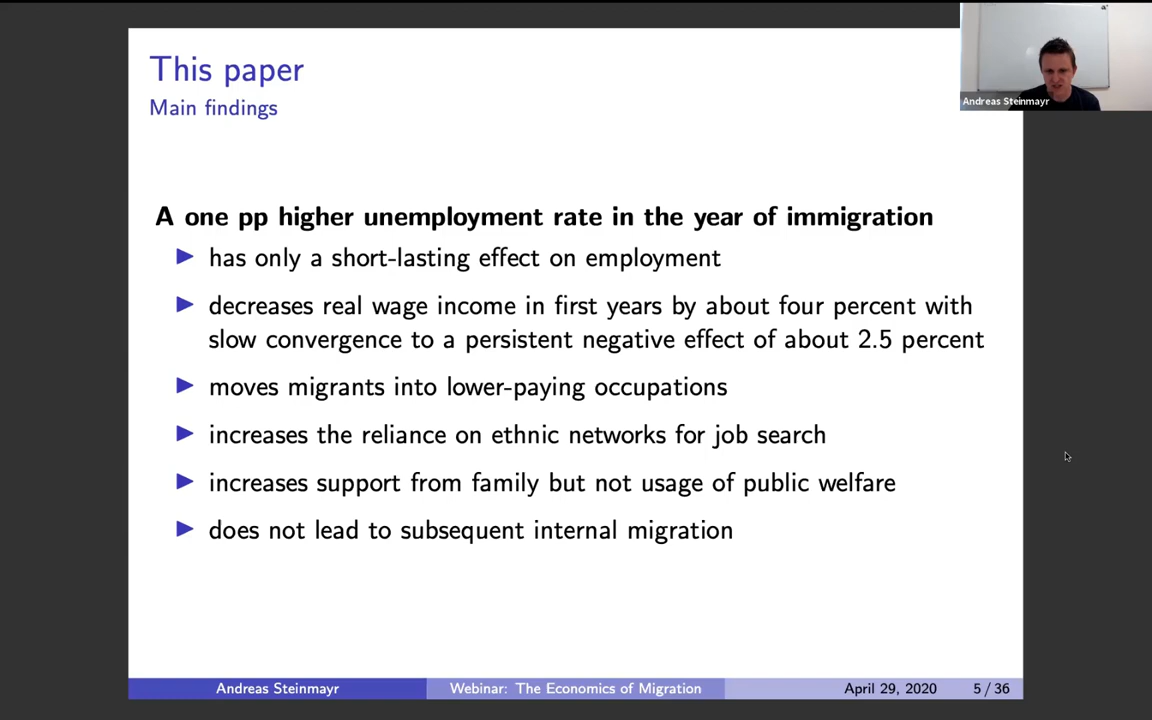 This paper
Main findings
Andreas Steinmayr
A one pp higher unemployment rate in the year of immigration
has only a short-lasting effect on employment
decreases real wage income in first years by about four percent with
slow convergence to a persistent negative effect of about 2.5 percent
moves migrants into lower-paying occupations
increases the reliance on ethnic networks for job search
increases support from family but not usage of public welfare
does not lead to subsequent internal migration
Andreas Steinmayr Webinar: The Economics of Migration April 29, 2020 5 / 36